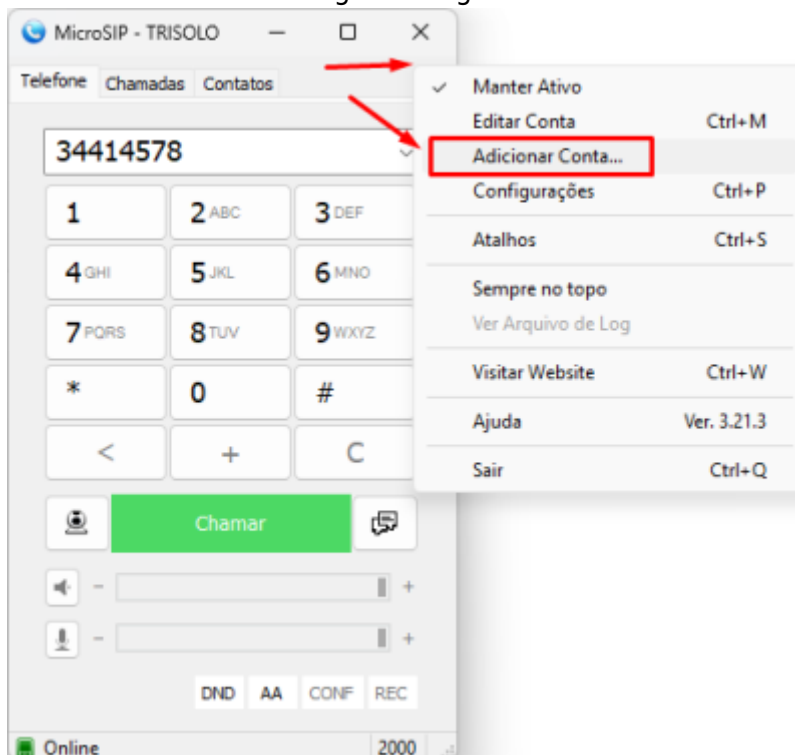 MicroSIP - TRISOLO
Telefone Chamadas Contatos
34414578
1 2 ABC 3 DEF
4 GHI 5 JKL 6 MNO
7 PQRS 8 TUV 9 WXYZ
* 0 #
< + C
Chamar
- +
- +
DND AA CONF REC
Online 2000
Manter Ativo
Editar Conta Ctrl+M
Adicionar Conta...
Configurações Ctrl+P
Atalhos Ctrl+S
Sempre no topo
Ver Arquivo de Log
Visitar Website Ctrl+W
Ajuda Ver. 3.21.3
Sair Ctrl+Q